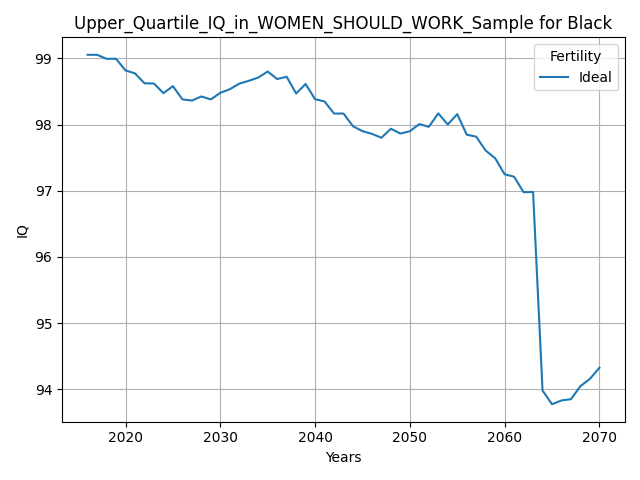 Upper_Quartile_IQ_in_WOMEN_SHOULD_WORK_Sample for Black
Fertility
Ideal
IQ
99
98
97
96
95
94
2020
2030
2040
2050
2060
2070
Years